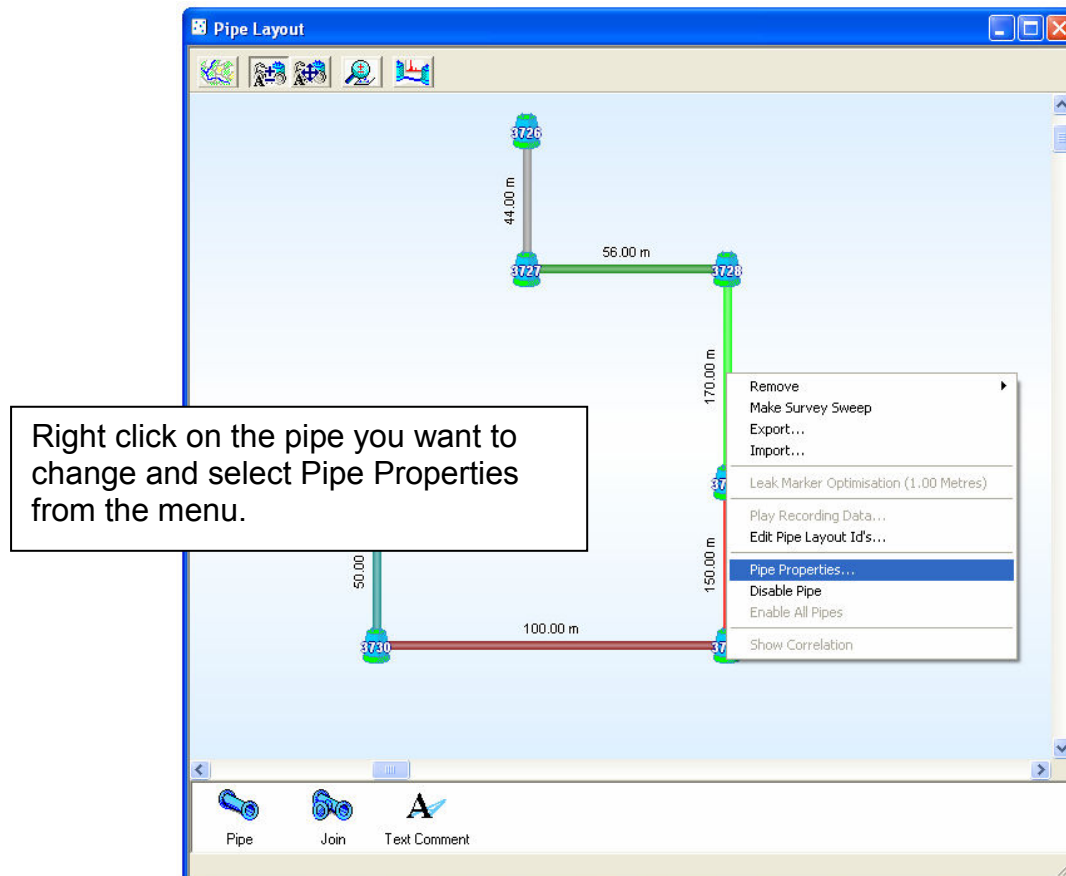 Pipe Layout
3726
44.00 m
56.00 m
3727
3728
170.00 m
Remove
Make Survey Sweep
Export...
Import...
Leak Marker Optimisation (1.00 Metres)
Play Recording Data...
Edit Pipe Layout Id's...
Pipe Properties...
Disable Pipe
Enable All Pipes
Show Correlation
Right click on the pipe you want to
change and select Pipe Properties
from the menu.
37
50.00
150.00 m
100.00 m
3730
37
Pipe
Join
A
Text Comment